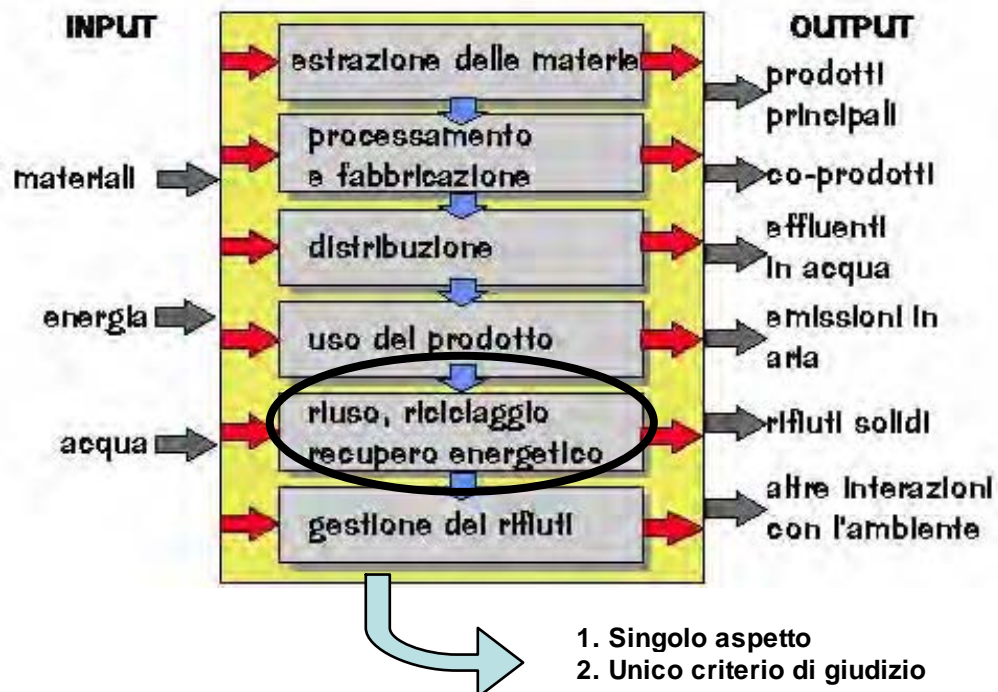 INPUT
OUTPUT
estrazione delle materie
prodotti
principali
processamento
e fabbricazione
materiali
co-prodotti
distribuzione
effluenti
in acqua
energia
uso del prodotto
emissioni in
aria
riuso, riciclaggio
recupero energetico
acqua
rifiuti solidi
gestione dei rifiuti
altre interazioni
con l'ambiente
1. Singolo aspetto
2. Unico criterio di giudizio